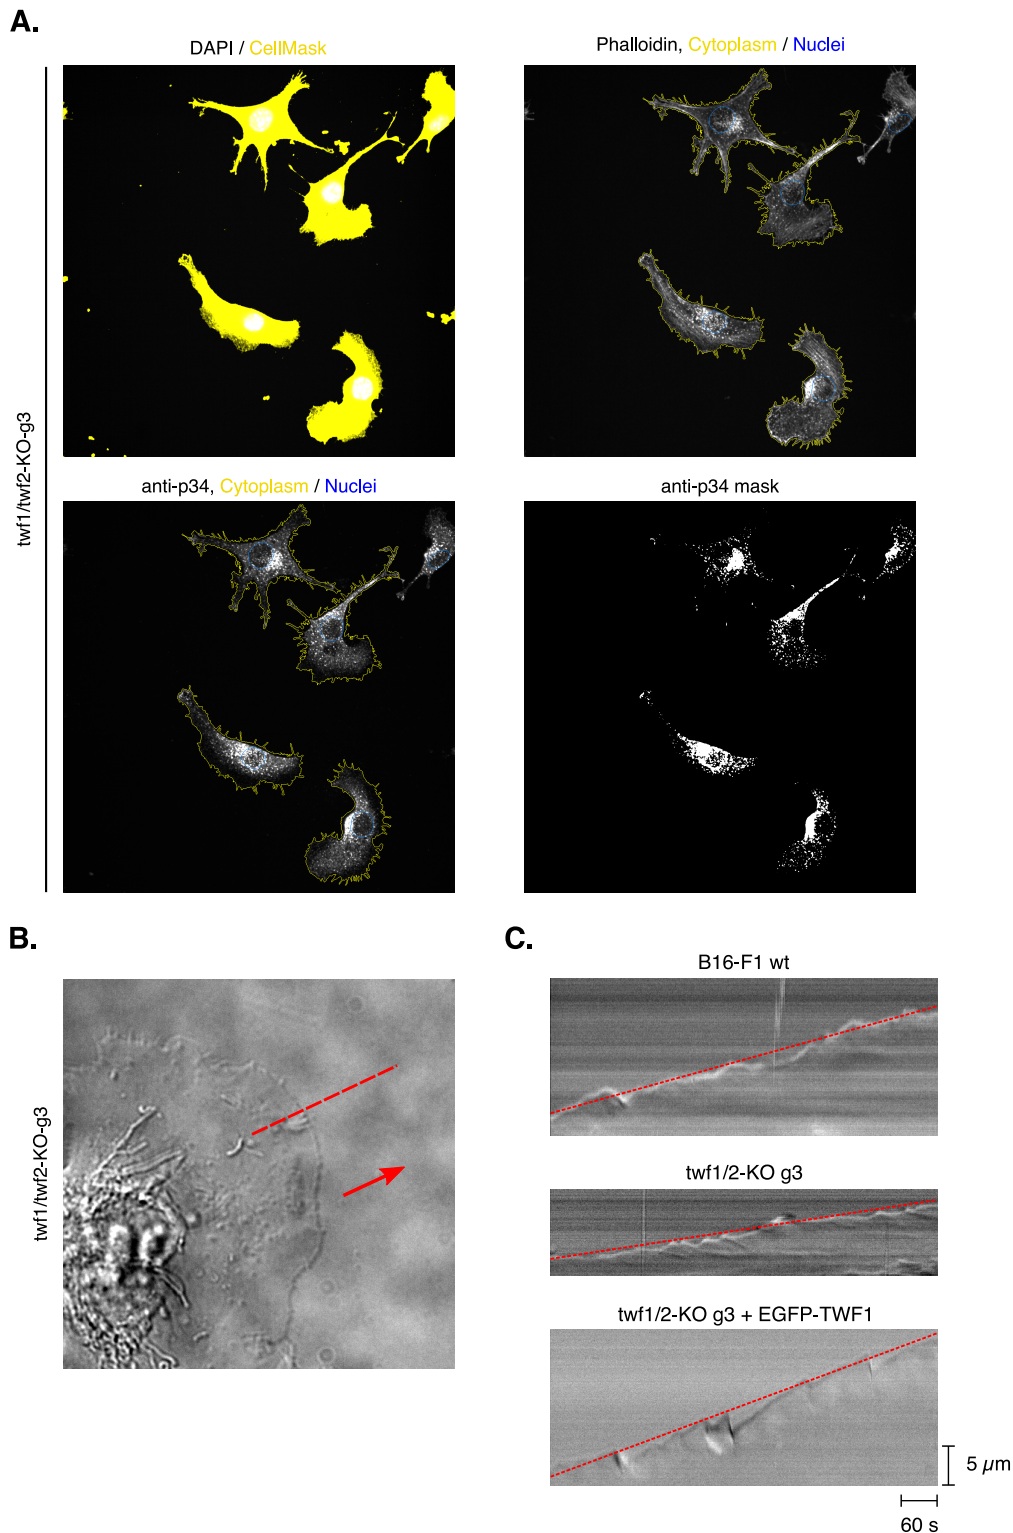 A.
DAPI / CellMask
Phalloidin, Cytoplasm / Nuclei
twf1/twf2-KO-g3
anti-p34, Cytoplasm / Nuclei
anti-p34 mask
B.
twf1/twf2-KO-g3
C.
B16-F1 wt
twf1/2-KO g3
twf1/2-KO g3 + EGFP-TWF1
5 µm
60 s